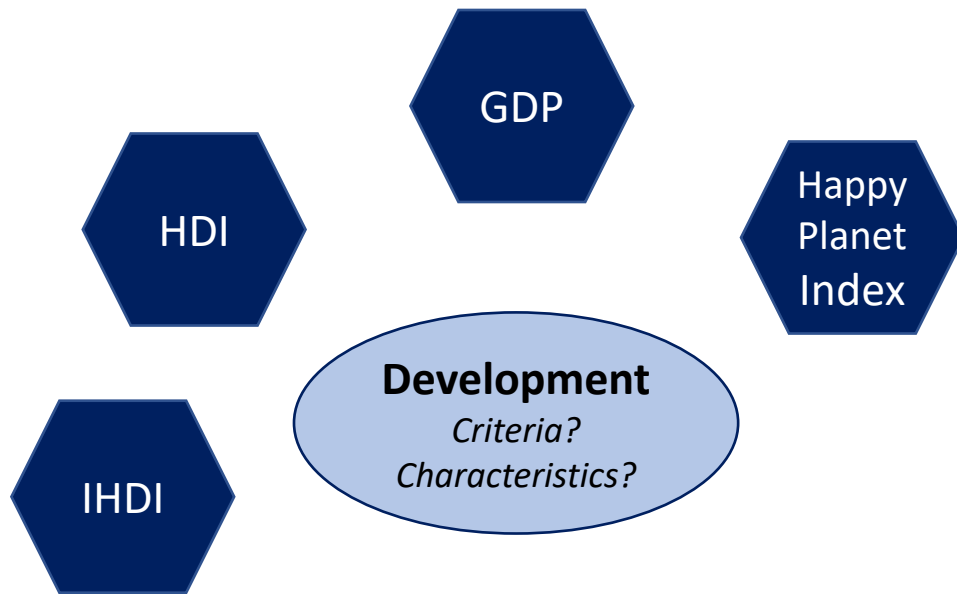 GDP
HDI
Happy
Planet
Index
Development
Criteria?
Characteristics?
IHDI